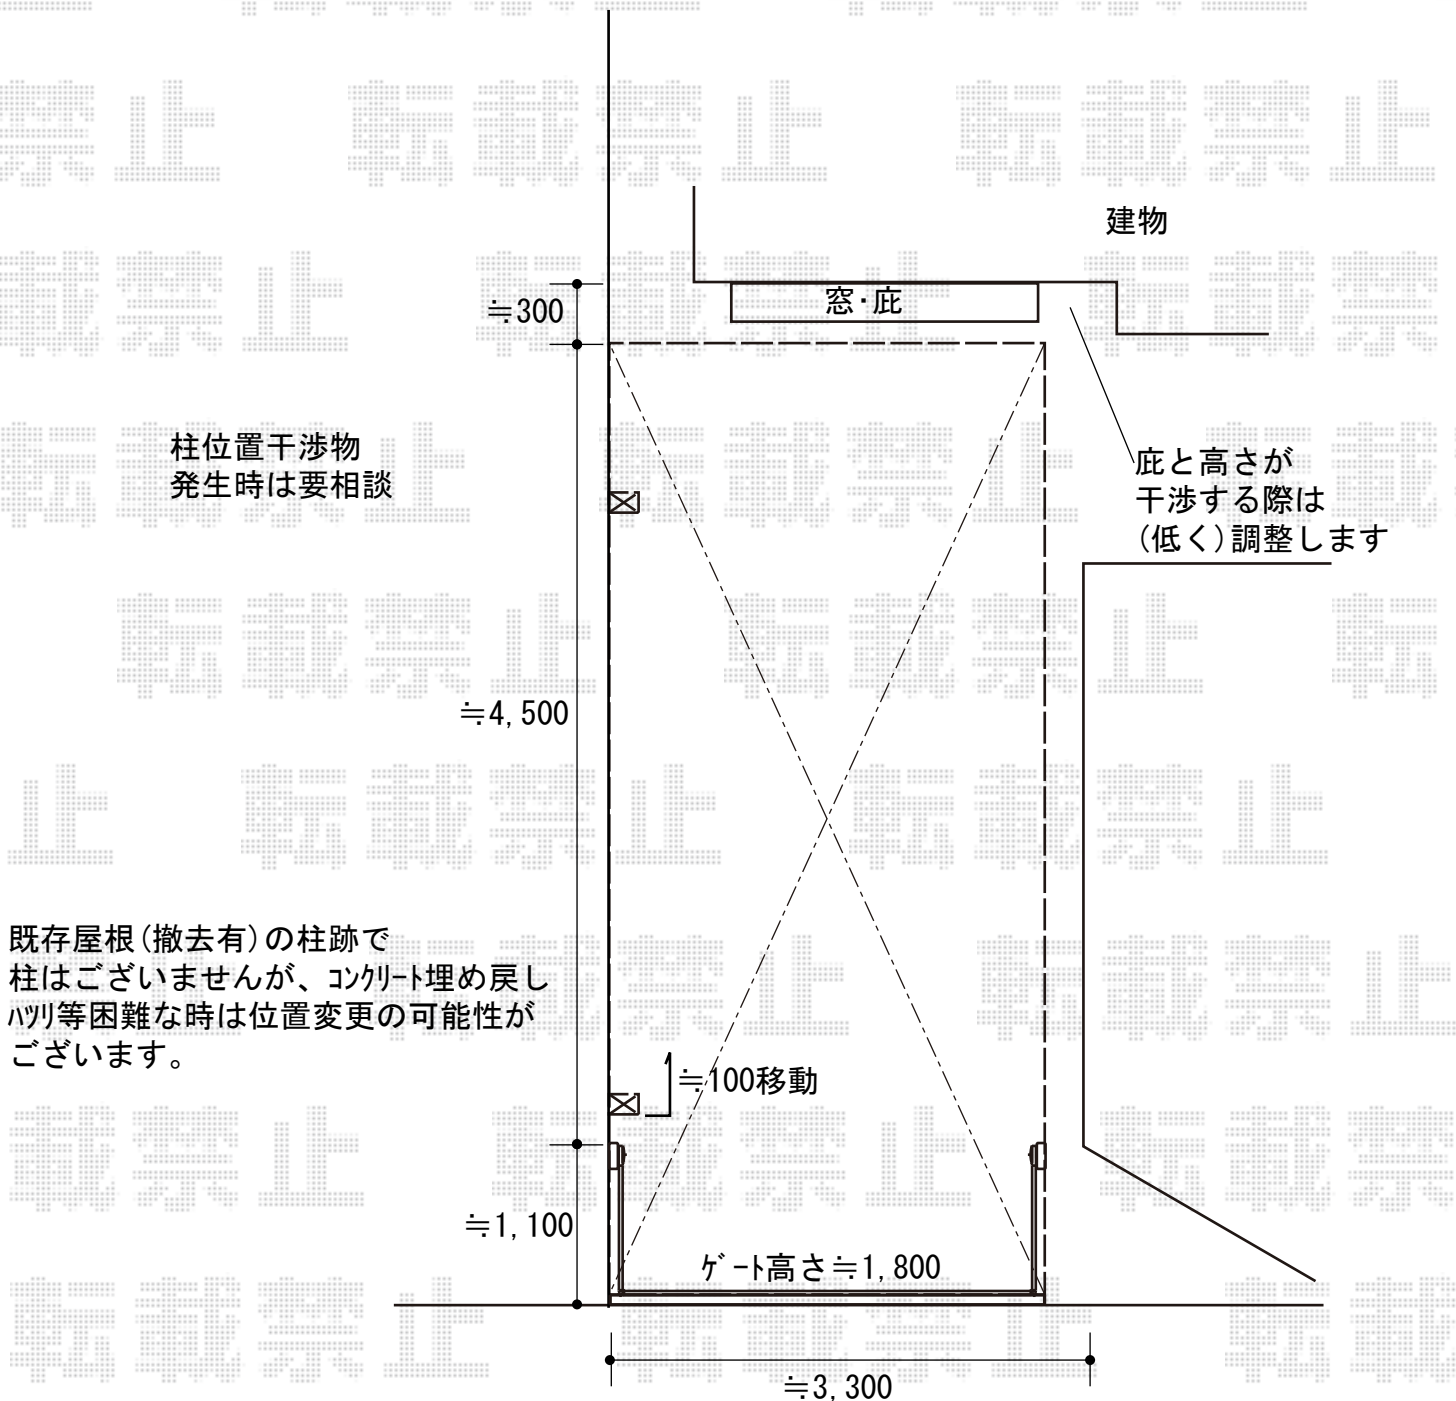 建物
窓・庇
≒300
柱位置干渉物
発生時は要相談
庇と高さが
干渉する際は
(低く)調整します
≒4,500
既存屋根(撤去有)の柱跡で
柱はございませんが、ｺﾝｸﾘｰﾄ埋め戻し
ﾊﾂﾘ等困難な時は位置変更の可能性が
ございます。
≒100移動
≒1,100
ｹﾞｰﾄ高さ≒1,800
≒3,300
転載禁止